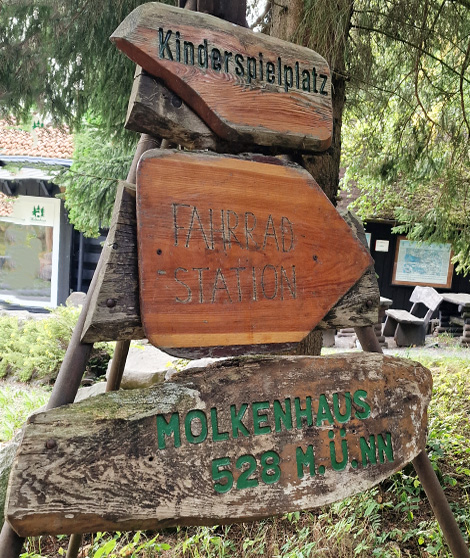 Kinderspielplatz
FAHRRAD
-STATION
MOLKENHAUS
528 M.Ü.NN